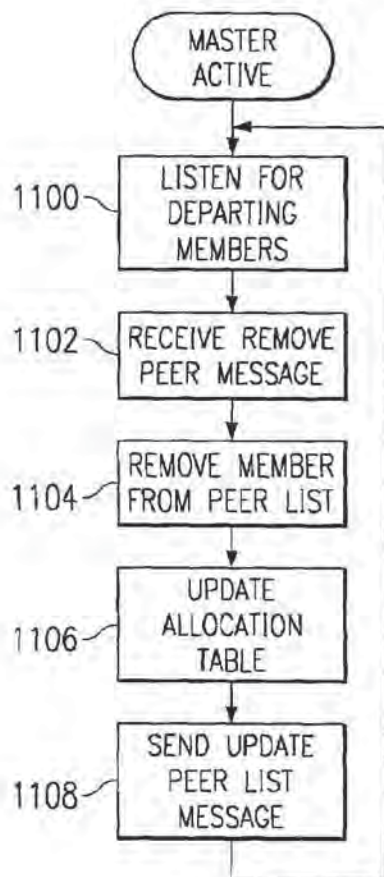 MASTER
ACTIVE
1100
LISTEN FOR
DEPARTING
MEMBERS
1102
RECEIVE REMOVE
PEER MESSAGE
1104
REMOVE MEMBER
FROM PEER LIST
1106
UPDATE
ALLOCATION
TABLE
1108
SEND UPDATE
PEER LIST
MESSAGE